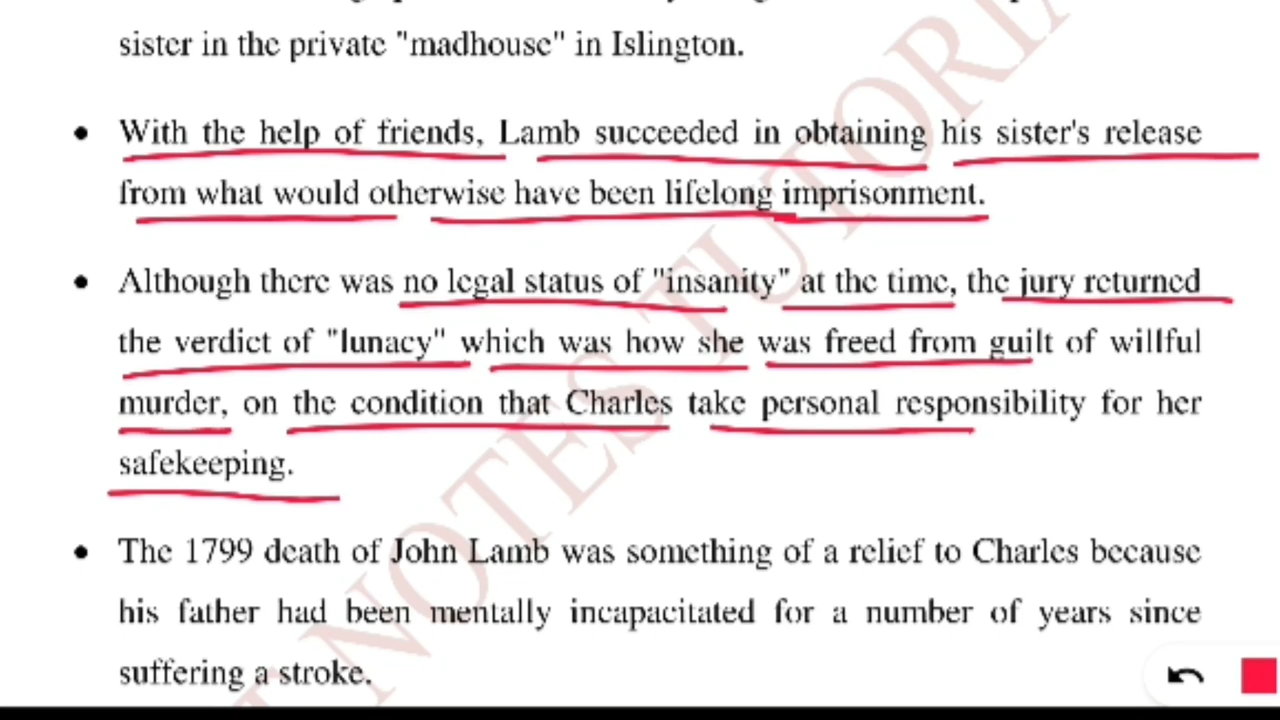 sister in the private "madhouse" in Islington.
• With the help of friends, Lamb succeeded in obtaining his sister's release
from what would otherwise have been lifelong imprisonment.
• Although there was no legal status of "insanity" at the time, the jury returned
the verdict of "lunacy" which was how she was freed from guilt of willful
murder, on the condition that Charles take personal responsibility for her
safekeeping.
• The 1799 death of John Lamb was something of a relief to Charles because
his father had been mentally incapacitated for a number of years since
suffering a stroke.
NOTES TUTORIA